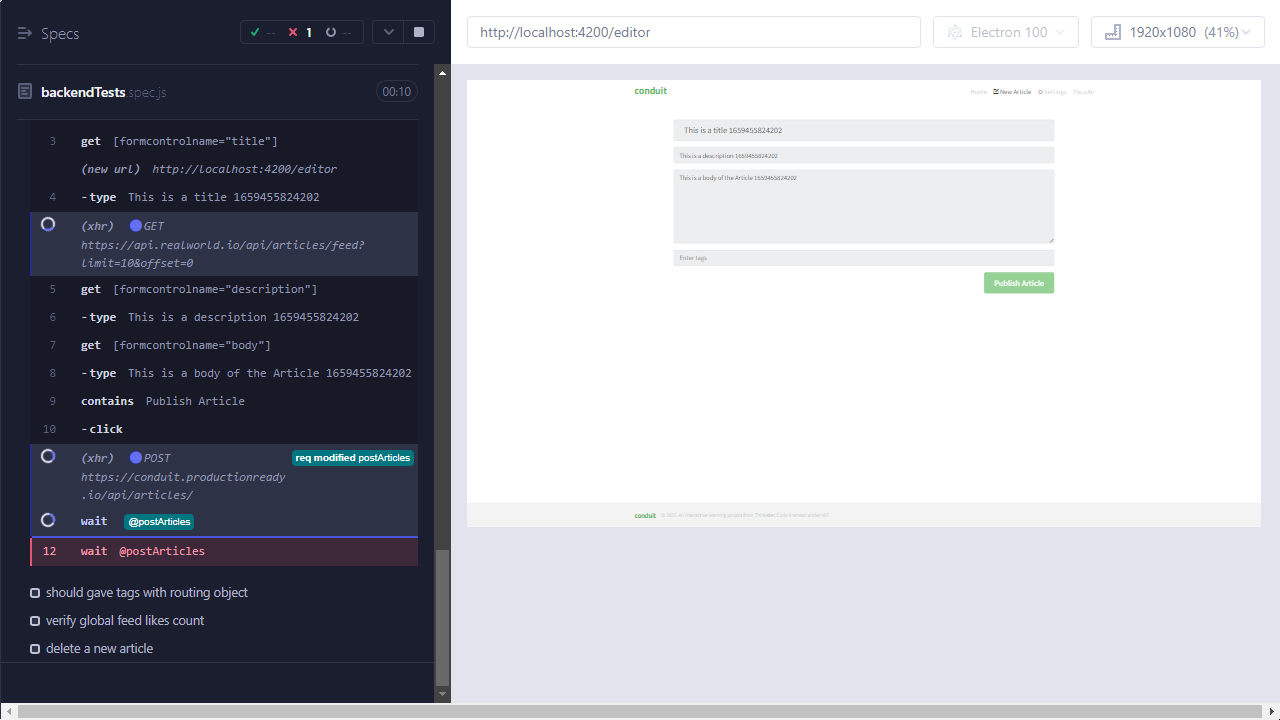 Specs
-- 1 --
backendTests.spec.js 00:10
3 get [formcontrolname="title"]
(new url) http://localhost:4200/editor
4 -type This is a title 1659455824202
(xhr) GET
https://api.realworld.io/api/articles/feed?
limit=10&offset=0
5 get [formcontrolname="description"]
6 -type This is a description 1659455824202
7 get [formcontrolname="body"]
8 -type This is a body of the Article 1659455824202
9 contains Publish Article
10 -click
(xhr) POST req modified postArticles
https://conduit.productionready
.io/api/articles/
wait @postArticles
12 wait @postArticles
should gave tags with routing object
verify global feed likes count
delete a new article
http://localhost:4200/editor
Electron 100
1920x1080 (41%)
conduit
Home New Article Settings
This is a title 1659455824202
This is a description 1659455824202
This is a body of the Article 1659455824202
Enter tags
Publish Article
conduit